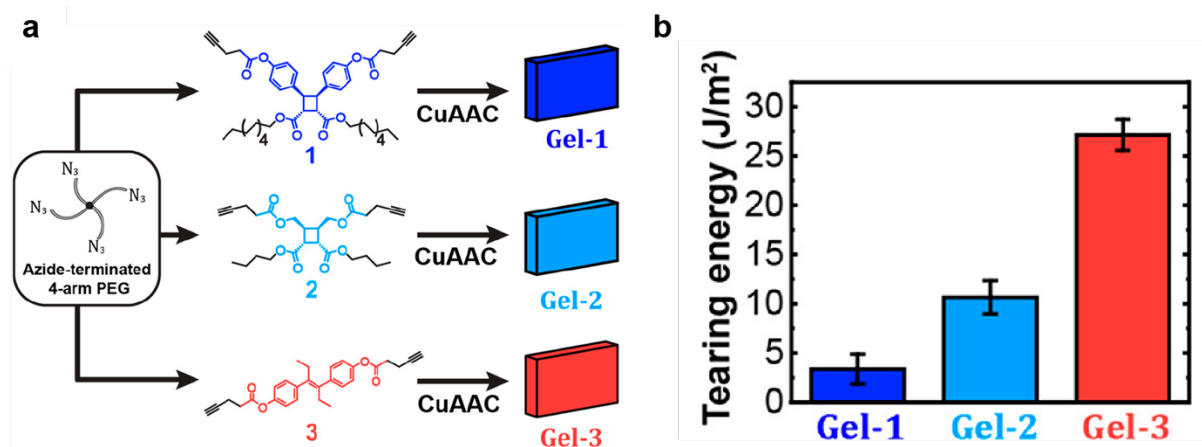 a
N3
N3
N3
N3
Azide-terminated
4-arm PEG
O
O
O
O
O
O
O
O
4
4
1
CuAAC
Gel-1
O
O
O
O
O
O
O
O
2
CuAAC
Gel-2
O
O
O
O
3
CuAAC
Gel-3
b
Tearing energy (J/m²)
30
25
20
15
10
5
0
Gel-1
Gel-2
Gel-3